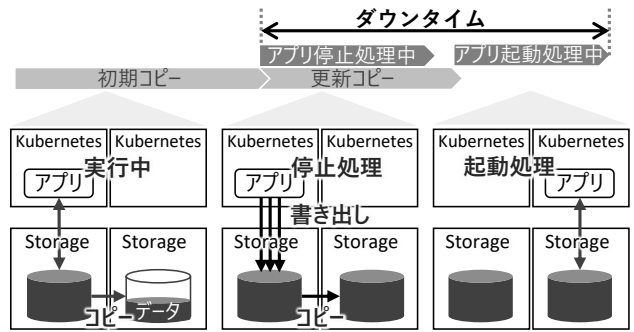 ダウンタイム
アプリ停止処理中
アプリ起動処理中
初期コピー
更新コピー
Kubernetes
Kubernetes
実行中
アプリ
Storage
Storage
データ
コピー
Kubernetes
Kubernetes
停止処理
アプリ
書き出し
Storage
Storage
コピー
Kubernetes
Kubernetes
起動処理
アプリ
Storage
Storage